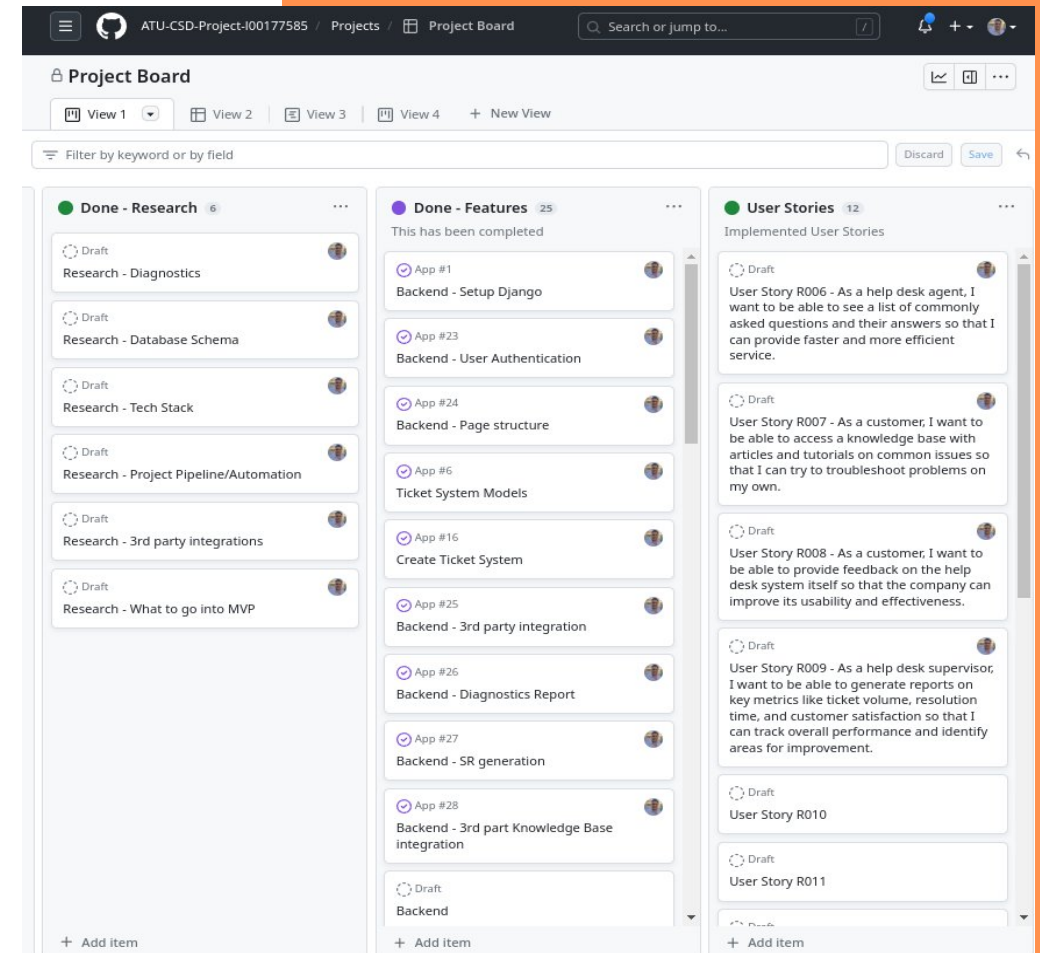 ATU-CSD-Project-l00177585 / Projects / Project Board
Search or jump to...
/
Project Board
View 1
View 2
View 3
View 4
+ New View
Filter by keyword or by field
Discard
Save
Done - Research 6
Draft
Research - Diagnostics
Draft
Research - Database Schema
Draft
Research - Tech Stack
Draft
Research - Project Pipeline/Automation
Draft
Research - 3rd party integrations
Draft
Research - What to go into MVP
+ Add item
Done - Features 25
This has been completed
App #1
Backend - Setup Django
App #23
Backend - User Authentication
App #24
Backend - Page structure
App #6
Ticket System Models
App #16
Create Ticket System
App #25
Backend - 3rd party integration
App #26
Backend - Diagnostics Report
App #27
Backend - SR generation
App #28
Backend - 3rd part Knowledge Base
integration
Draft
Backend
+ Add item
User Stories 12
Implemented User Stories
Draft
User Story R006 - As a help desk agent, I
want to be able to see a list of commonly
asked questions and their answers so that I
can provide faster and more efficient
service.
Draft
User Story R007 - As a customer, I want to
be able to access a knowledge base with
articles and tutorials on common issues so
that I can try to troubleshoot problems on
my own.
Draft
User Story R008 - As a customer, I want to
be able to provide feedback on the help
desk system itself so that the company can
improve its usability and effectiveness.
Draft
User Story R009 - As a help desk supervisor,
I want to be able to generate reports on
key metrics like ticket volume, resolution
time, and customer satisfaction so that I
can track overall performance and identify
areas for improvement.
Draft
User Story R010
Draft
User Story R011
Draft
+ Add item